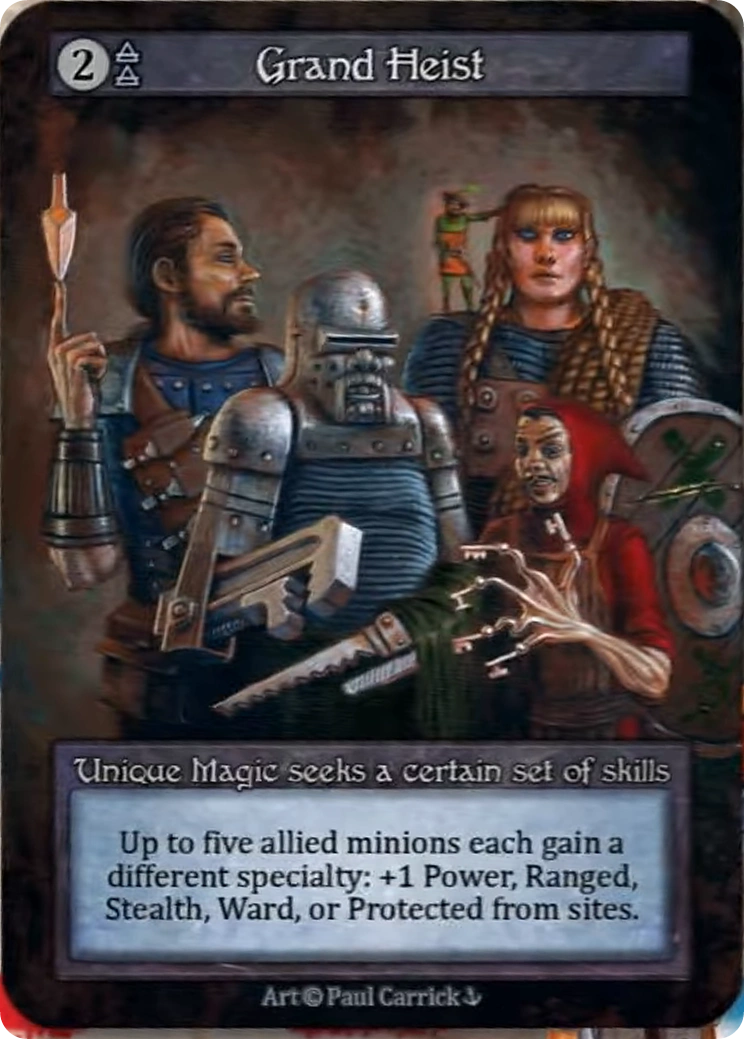 2
Grand Heist
Unique Magic seeks a certain set of skills
Up to five allied minions each gain a
different specialty: +1 Power, Ranged,
Stealth, Ward, or Protected from sites.
Art © Paul Carrick